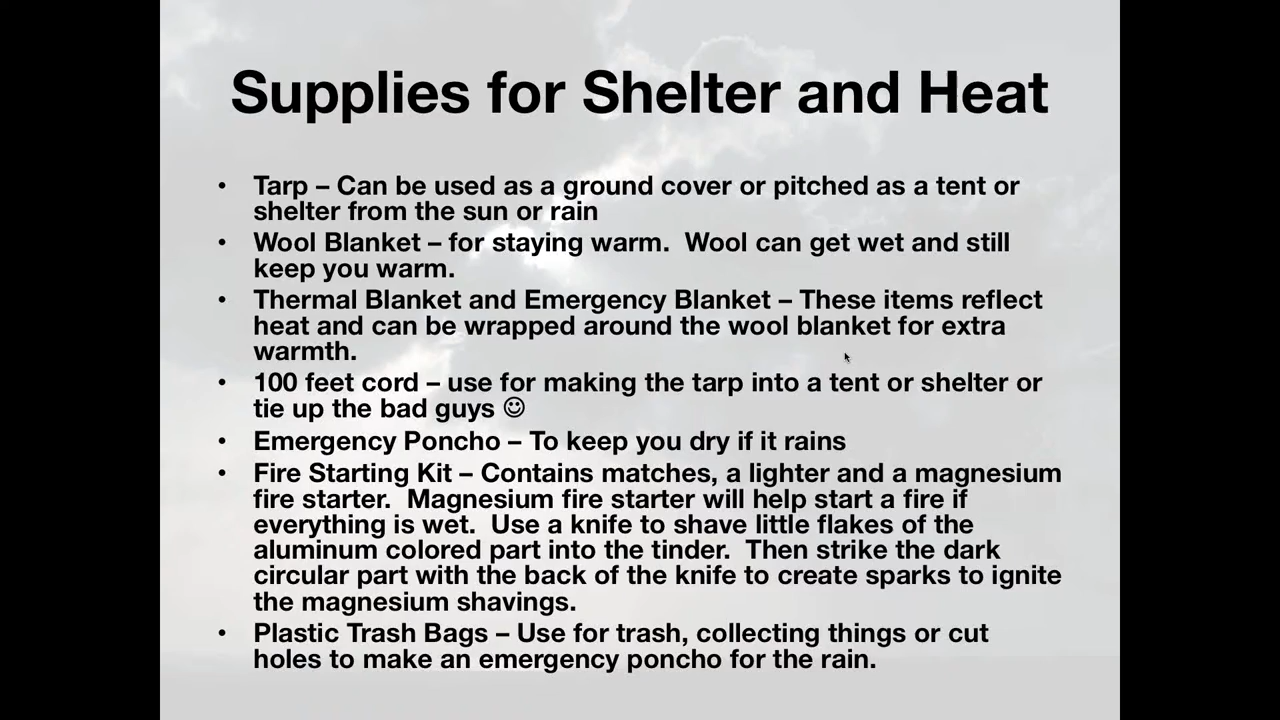 Supplies for Shelter and Heat
• Tarp – Can be used as a ground cover or pitched as a tent or
shelter from the sun or rain
• Wool Blanket – for staying warm.  Wool can get wet and still
keep you warm.
• Thermal Blanket and Emergency Blanket – These items reflect
heat and can be wrapped around the wool blanket for extra
warmth.
• 100 feet cord – use for making the tarp into a tent or shelter or
tie up the bad guys ☺
• Emergency Poncho – To keep you dry if it rains
• Fire Starting Kit – Contains matches, a lighter and a magnesium
fire starter.  Magnesium fire starter will help start a fire if
everything is wet.  Use a knife to shave little flakes of the
aluminum colored part into the tinder.  Then strike the dark
circular part with the back of the knife to create sparks to ignite
the magnesium shavings.
• Plastic Trash Bags – Use for trash, collecting things or cut
holes to make an emergency poncho for the rain.